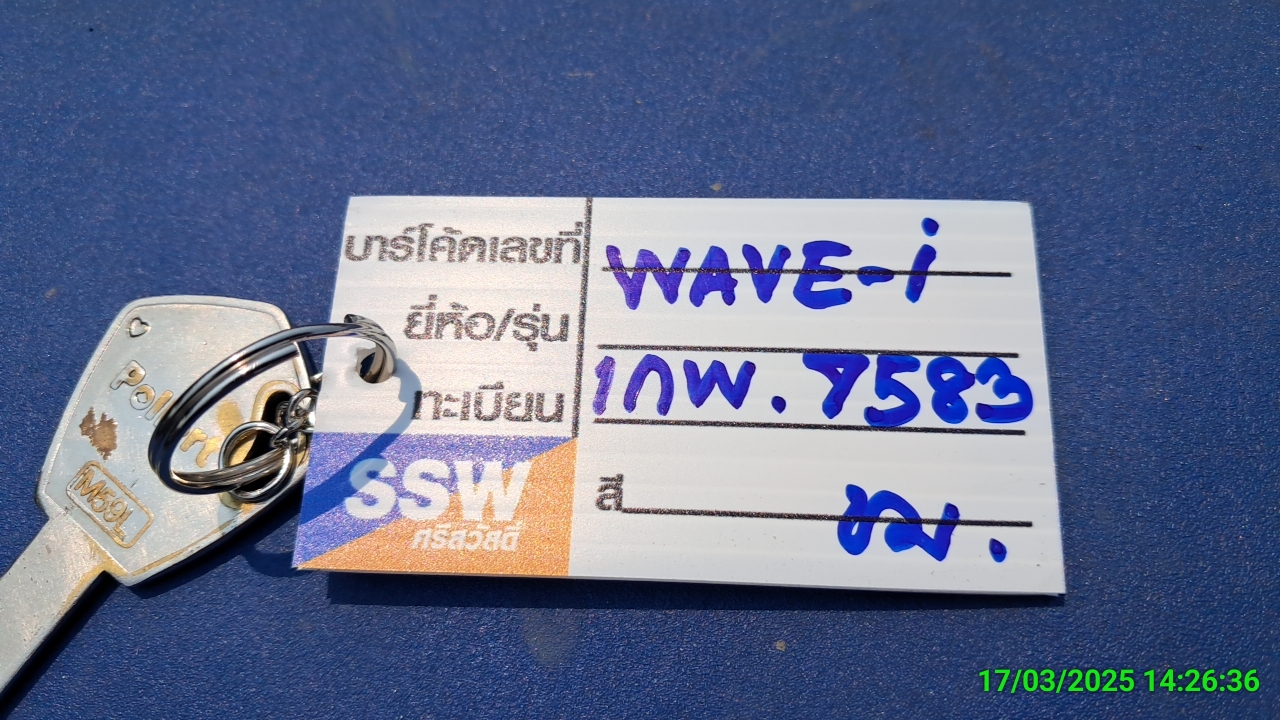 บาร์โค้ดเลขที่ WAVE-i
ยี่ห้อ/รุ่น
ทะเบียน 1กพ. 7583
สี ขม.
SSW
ศรีสวัสดิ์
M59L
17/03/2025 14:26:36